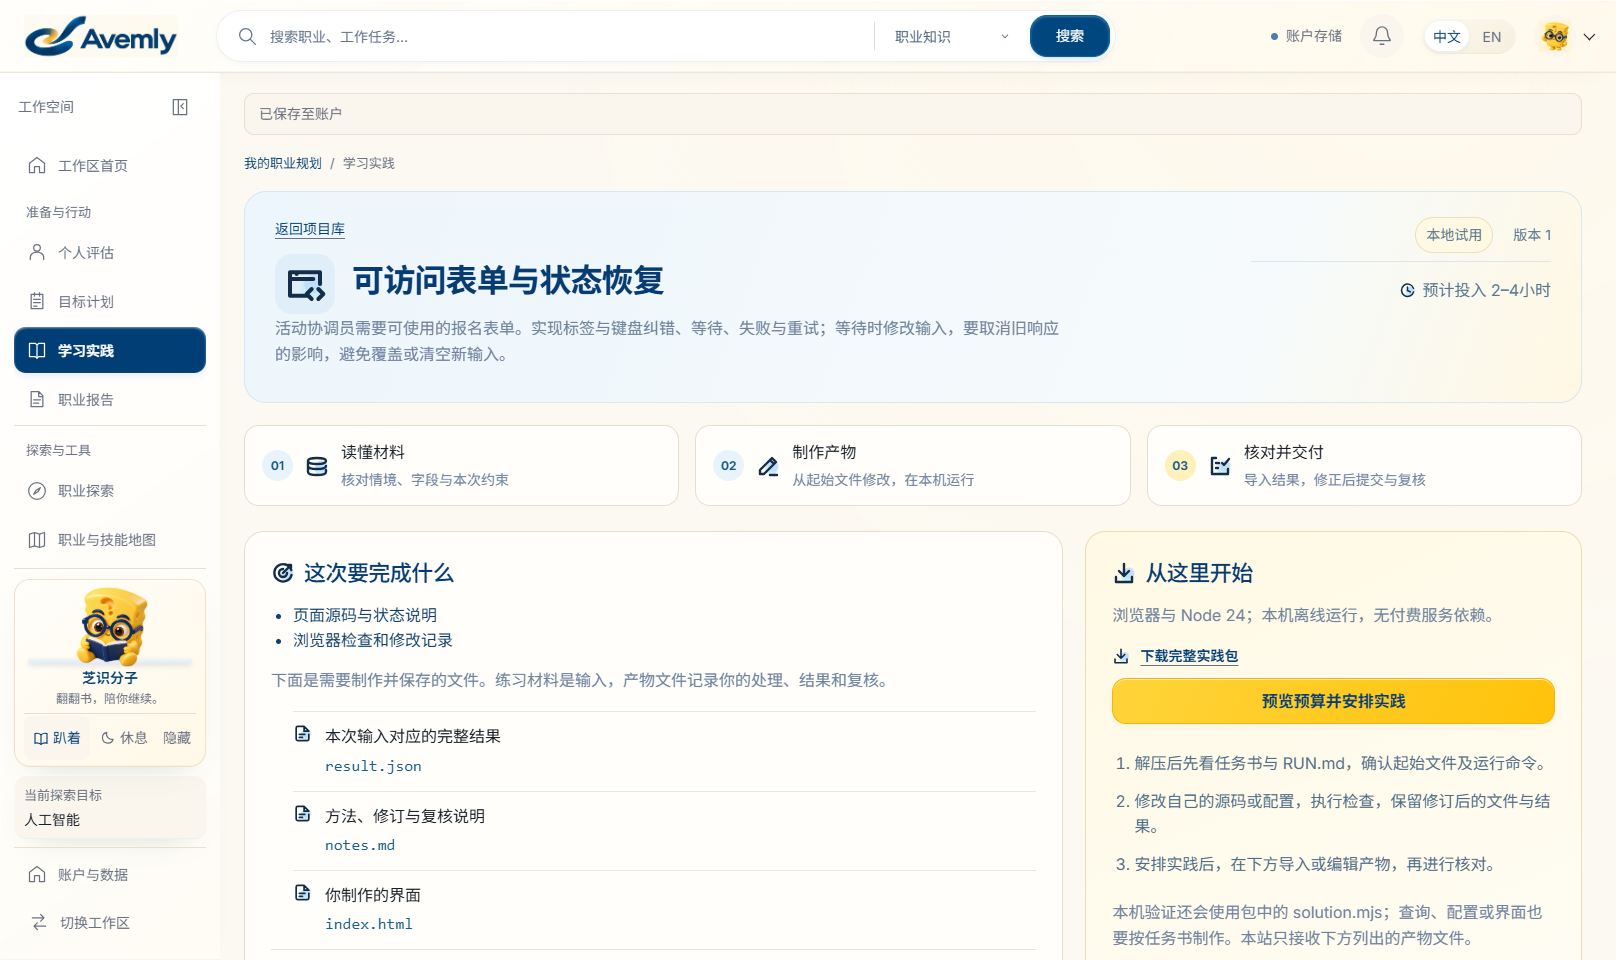 Avemly
搜索职业、工作任务...
职业知识
搜索
账户存储
中文
EN
工作空间
工作区首页
准备与行动
个人评估
目标计划
学习实践
职业报告
探索与工具
职业探索
职业与技能地图
芝识分子
翻翻书，陪你继续。
趴着
休息
隐藏
当前探索目标
人工智能
账户与数据
切换工作区
已保存至账户
我的职业规划 / 学习实践
返回项目库
可访问表单与状态恢复
活动协调员需要可使用的报名表单。实现标签与键盘纠错、等待、失败与重试；等待时修改输入，要取消旧响应
的影响，避免覆盖或清空新输入。
本地试用
版本 1
预计投入 2–4小时
01
读懂材料
核对情境、字段与本次约束
02
制作产物
从起始文件修改，在本机运行
03
核对并交付
导入结果，修正后提交与复核
这次要完成什么
• 页面源码与状态说明
• 浏览器检查和修改记录
下面是需要制作并保存的文件。练习材料是输入，产物文件记录你的处理、结果和复核。
本次输入对应的完整结果
result.json
方法、修订与复核说明
notes.md
你制作的界面
index.html
从这里开始
浏览器与 Node 24；本机离线运行，无付费服务依赖。
下载完整实践包
预览预算并安排实践
1. 解压后先看任务书与 RUN.md，确认起始文件及运行命令。
2. 修改自己的源码或配置，执行检查，保留修订后的文件与结
果。
3. 安排实践后，在下方导入或编辑产物，再进行核对。
本机验证还会使用包中的 solution.mjs；查询、配置或界面也
要按任务书制作。本站只接收下方列出的产物文件。